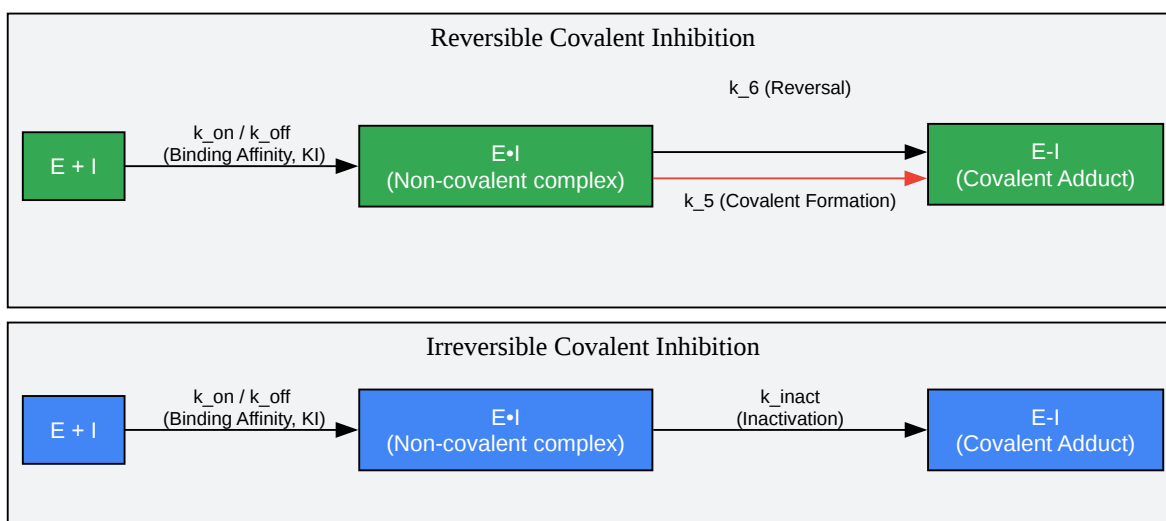 Reversible Covalent Inhibition
k_6 (Reversal)
E + I
k_on / k_off
(Binding Affinity, KI)
E•I
(Non-covalent complex)
E-I
(Covalent Adduct)
k_5 (Covalent Formation)
Irreversible Covalent Inhibition
E + I
k_on / k_off
(Binding Affinity, KI)
E•I
(Non-covalent complex)
k_inact
(Inactivation)
E-I
(Covalent Adduct)